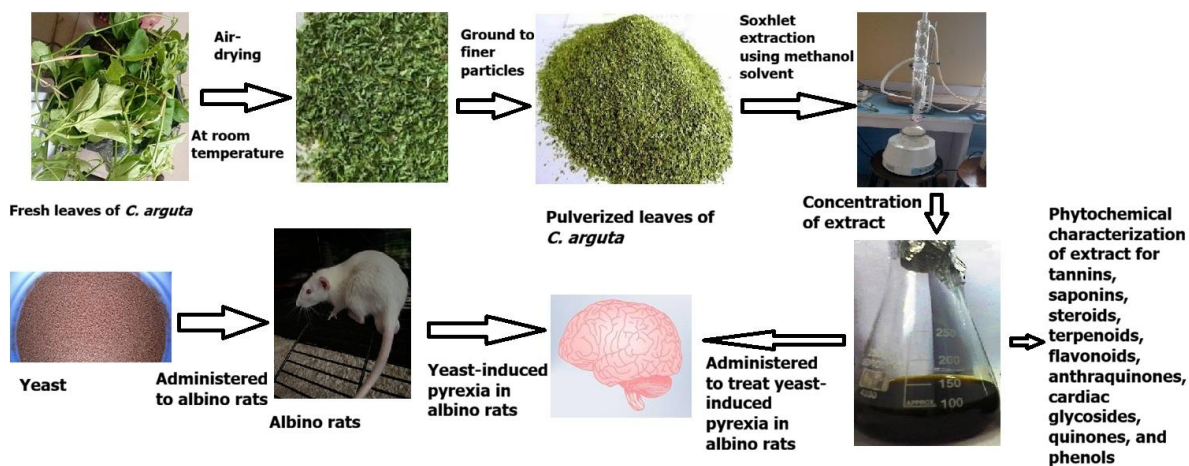 Air-
drying
At room
temperature
Ground to
finer
particles
Soxhlet
extraction
using methanol
solvent
Fresh leaves of C. arguta
Pulverized leaves of
C. arguta
Concentration
of extract
Phytochemical
characterization
of extract for
tannins,
saponins,
steroids,
terpenoids,
flavonoids,
anthraquinones,
cardiac
glycosides,
quinones, and
phenols
Yeast
Administered
to albino rats
Albino rats
Yeast-induced
pyrexia in
albino rats
Administered
to treat yeast-
induced
pyrexia in
albino rats
250
200
150
APPROX 100